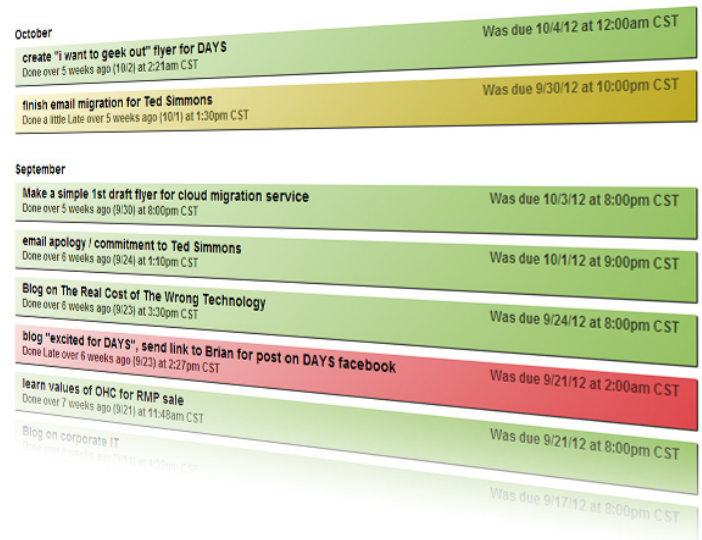 October
create "i want to geek out" flyer for DAYS
Done over 5 weeks ago (10/2) at 2:21am CST
Was due 10/4/12 at 12:00am CST
finish email migration for Ted Simmons
Done a little Late over 5 weeks ago (10/1) at 1:30pm CST
Was due 9/30/12 at 10:00pm CST
September
Make a simple 1st draft flyer for cloud migration service
Done over 5 weeks ago (9/30) at 8:00pm CST
Was due 10/3/12 at 8:00pm CST
email apology / commitment to Ted Simmons
Done over 6 weeks ago (9/24) at 1:10pm CST
Was due 10/1/12 at 9:00pm CST
Blog on The Real Cost of The Wrong Technology
Done over 6 weeks ago (9/23) at 3:30pm CST
Was due 9/24/12 at 8:00pm CST
blog "excited for DAYS", send link to Brian for post on DAYS facebook
Done Late over 6 weeks ago (9/23) at 2:27pm CST
Was due 9/21/12 at 2:00am CST
learn values of OHC for RMP sale
Done over 7 weeks ago (9/21) at 11:48am CST
Was due 9/21/12 at 8:00pm CST
Blog on corporate IT
Was due 9/17/12 at 8:00pm CST